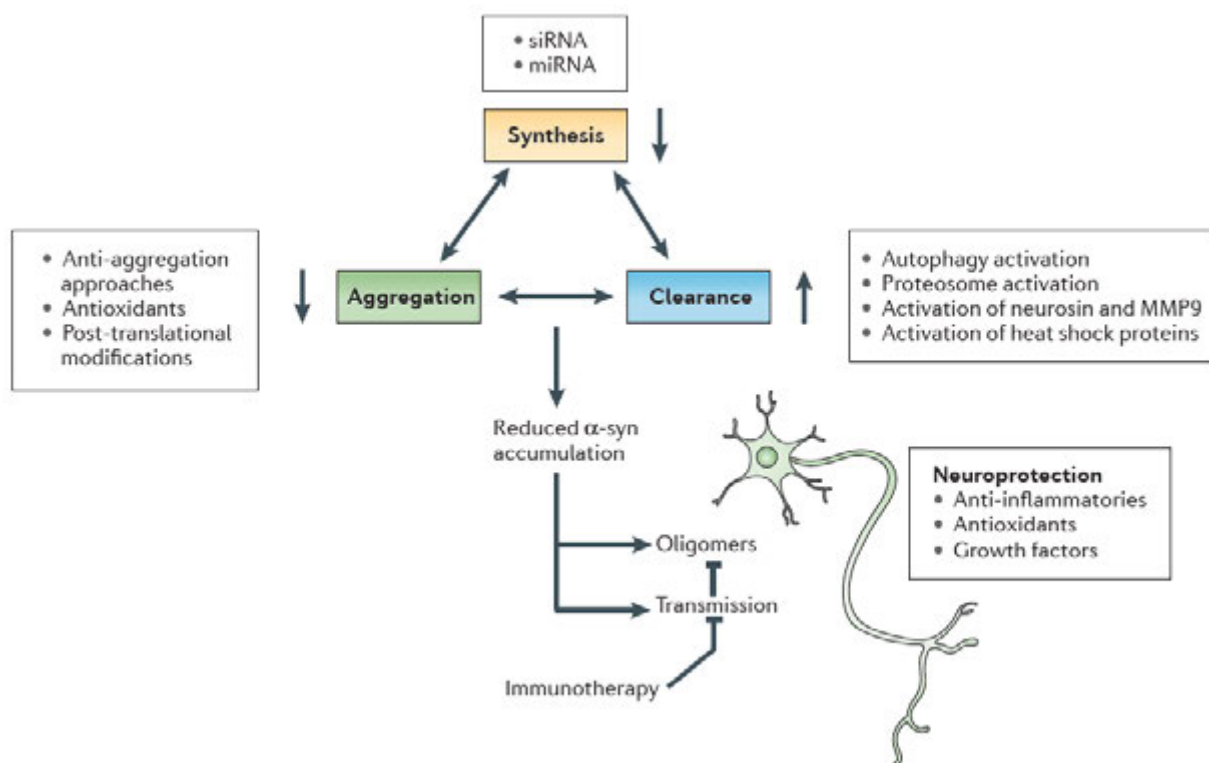 • siRNA
• miRNA
Synthesis
• Anti-aggregation
approaches
• Antioxidants
• Post-translational
modifications
Aggregation
Clearance
• Autophagy activation
• Proteosome activation
• Activation of neurosin and MMP9
• Activation of heat shock proteins
Reduced α-syn
accumulation
Oligomers
Transmission
Immunotherapy
Neuroprotection
• Anti-inflammatories
• Antioxidants
• Growth factors